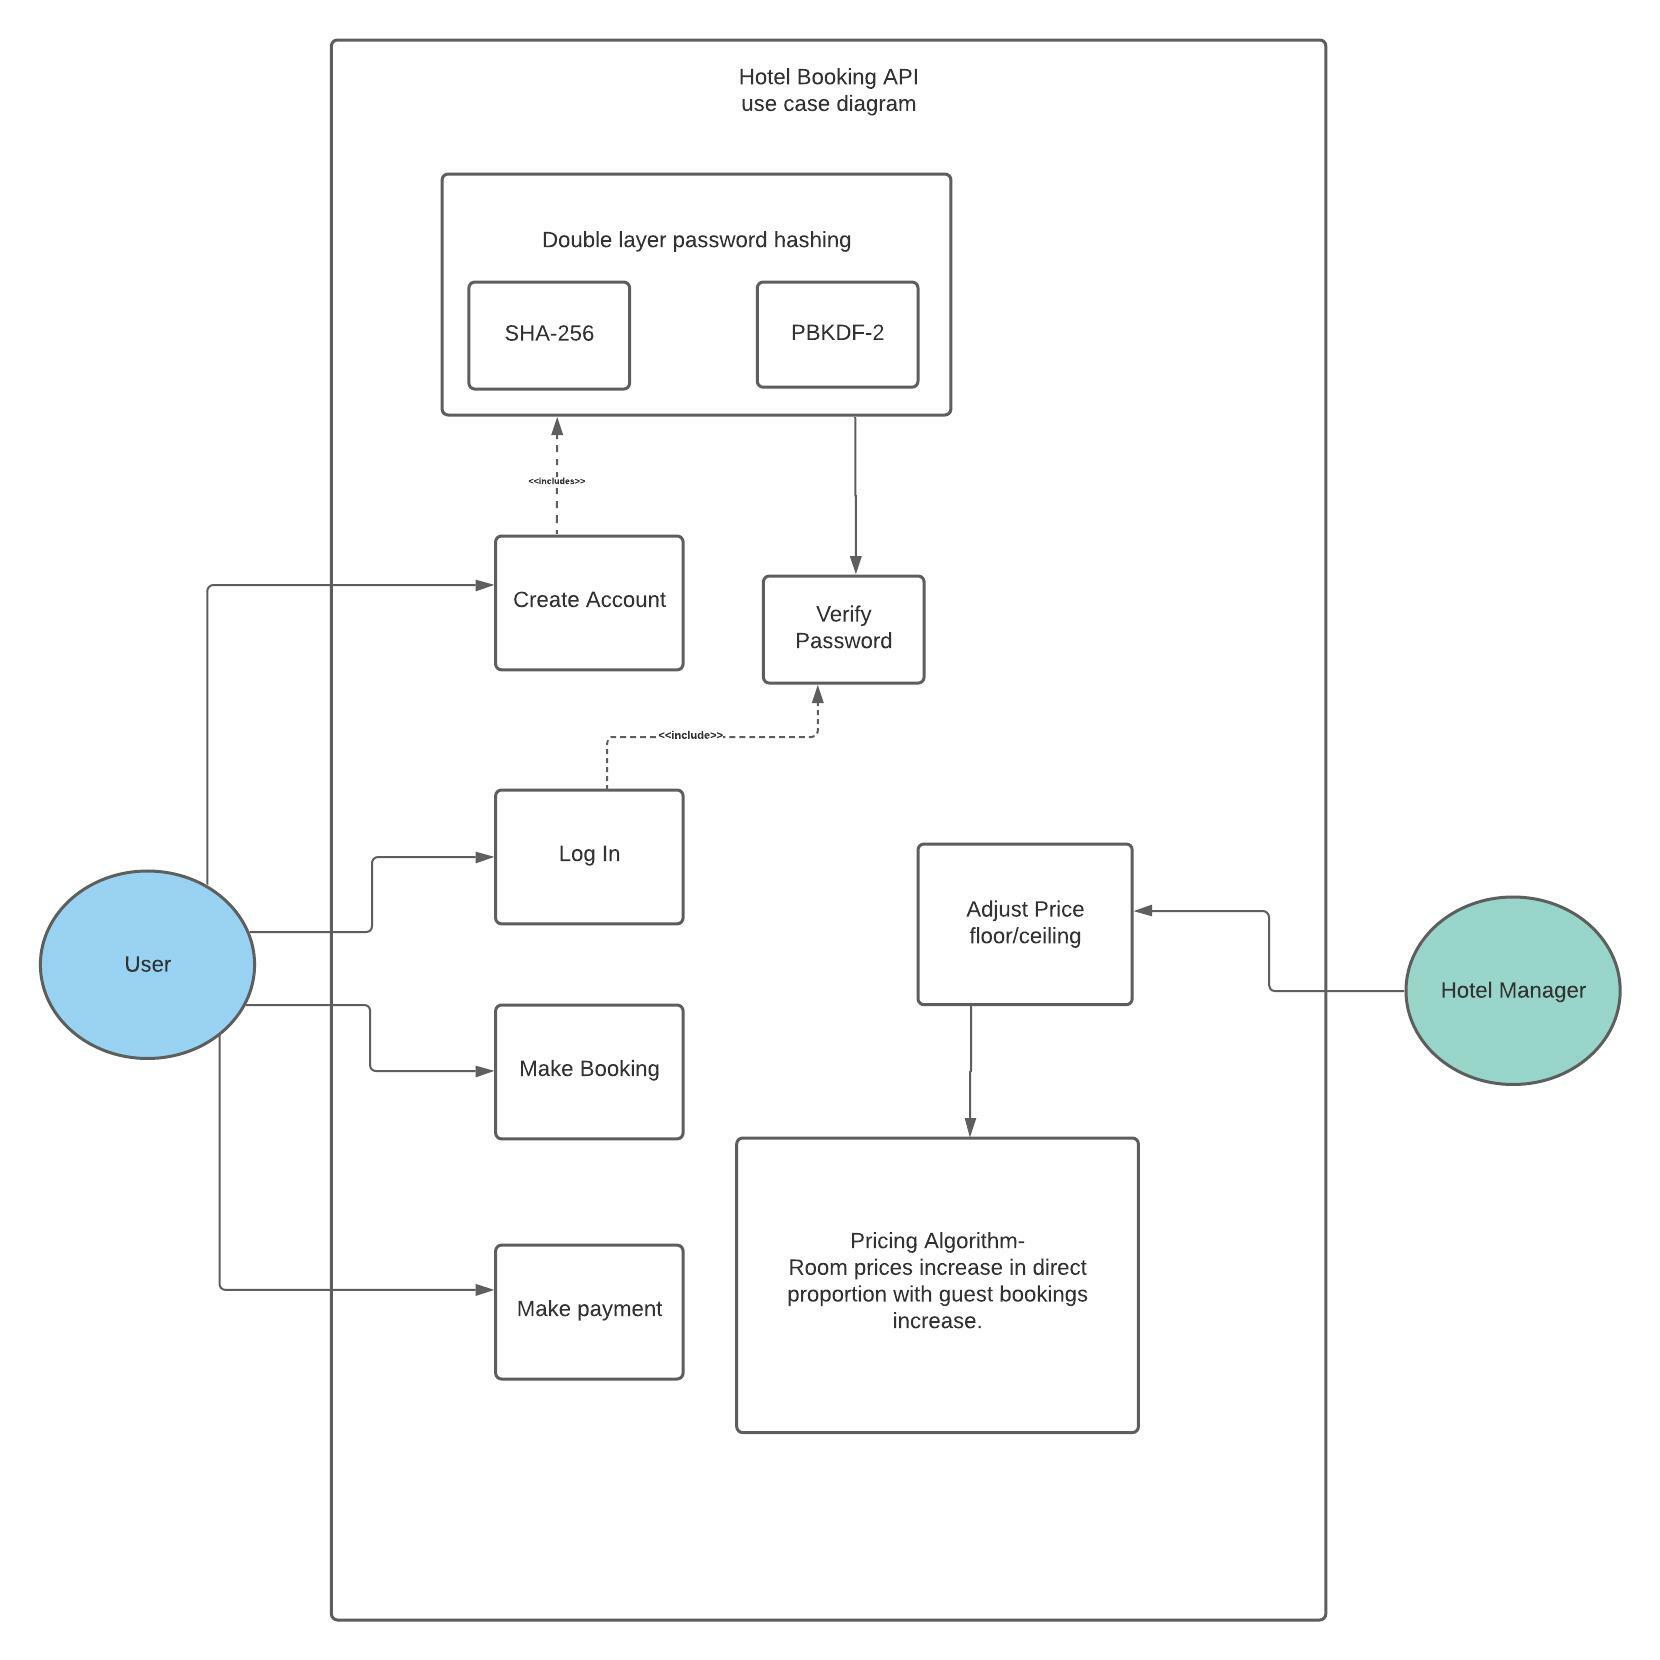 Hotel Booking API
use case diagram
Double layer password hashing
SHA-256
PBKDF-2
<<includes>>
Create Account
Verify
Password
<<include>>
Log In
Adjust Price
floor/ceiling
User
Hotel Manager
Make Booking
Pricing Algorithm-
Room prices increase in direct
proportion with guest bookings
increase.
Make payment